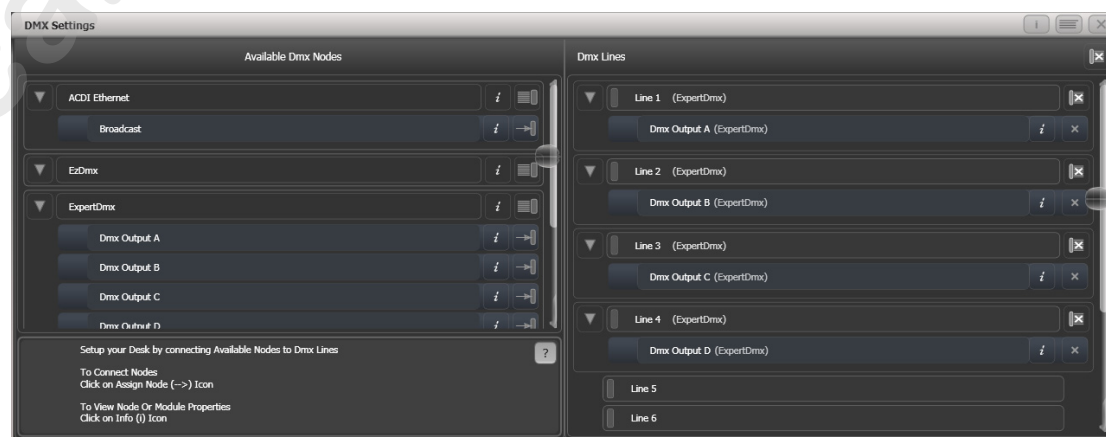 DMX Settings
Available Dmx Nodes
ACDI Ethernet
i
Broadcast
i
EzDmx
i
ExpertDmx
i
Dmx Output A
i
Dmx Output B
i
Dmx Output C
i
Dmx Output D
i
Setup your Desk by connecting Available Nodes to Dmx Lines
?
To Connect Nodes
Click on Assign Node (-->) Icon
To View Node Or Module Properties
Click on Info (i) Icon
Dmx Lines
Line 1 (ExpertDmx)
Dmx Output A (ExpertDmx)
i
Line 2 (ExpertDmx)
Dmx Output B (ExpertDmx)
i
Line 3 (ExpertDmx)
Dmx Output C (ExpertDmx)
i
Line 4 (ExpertDmx)
Dmx Output D (ExpertDmx)
i
Line 5
Line 6